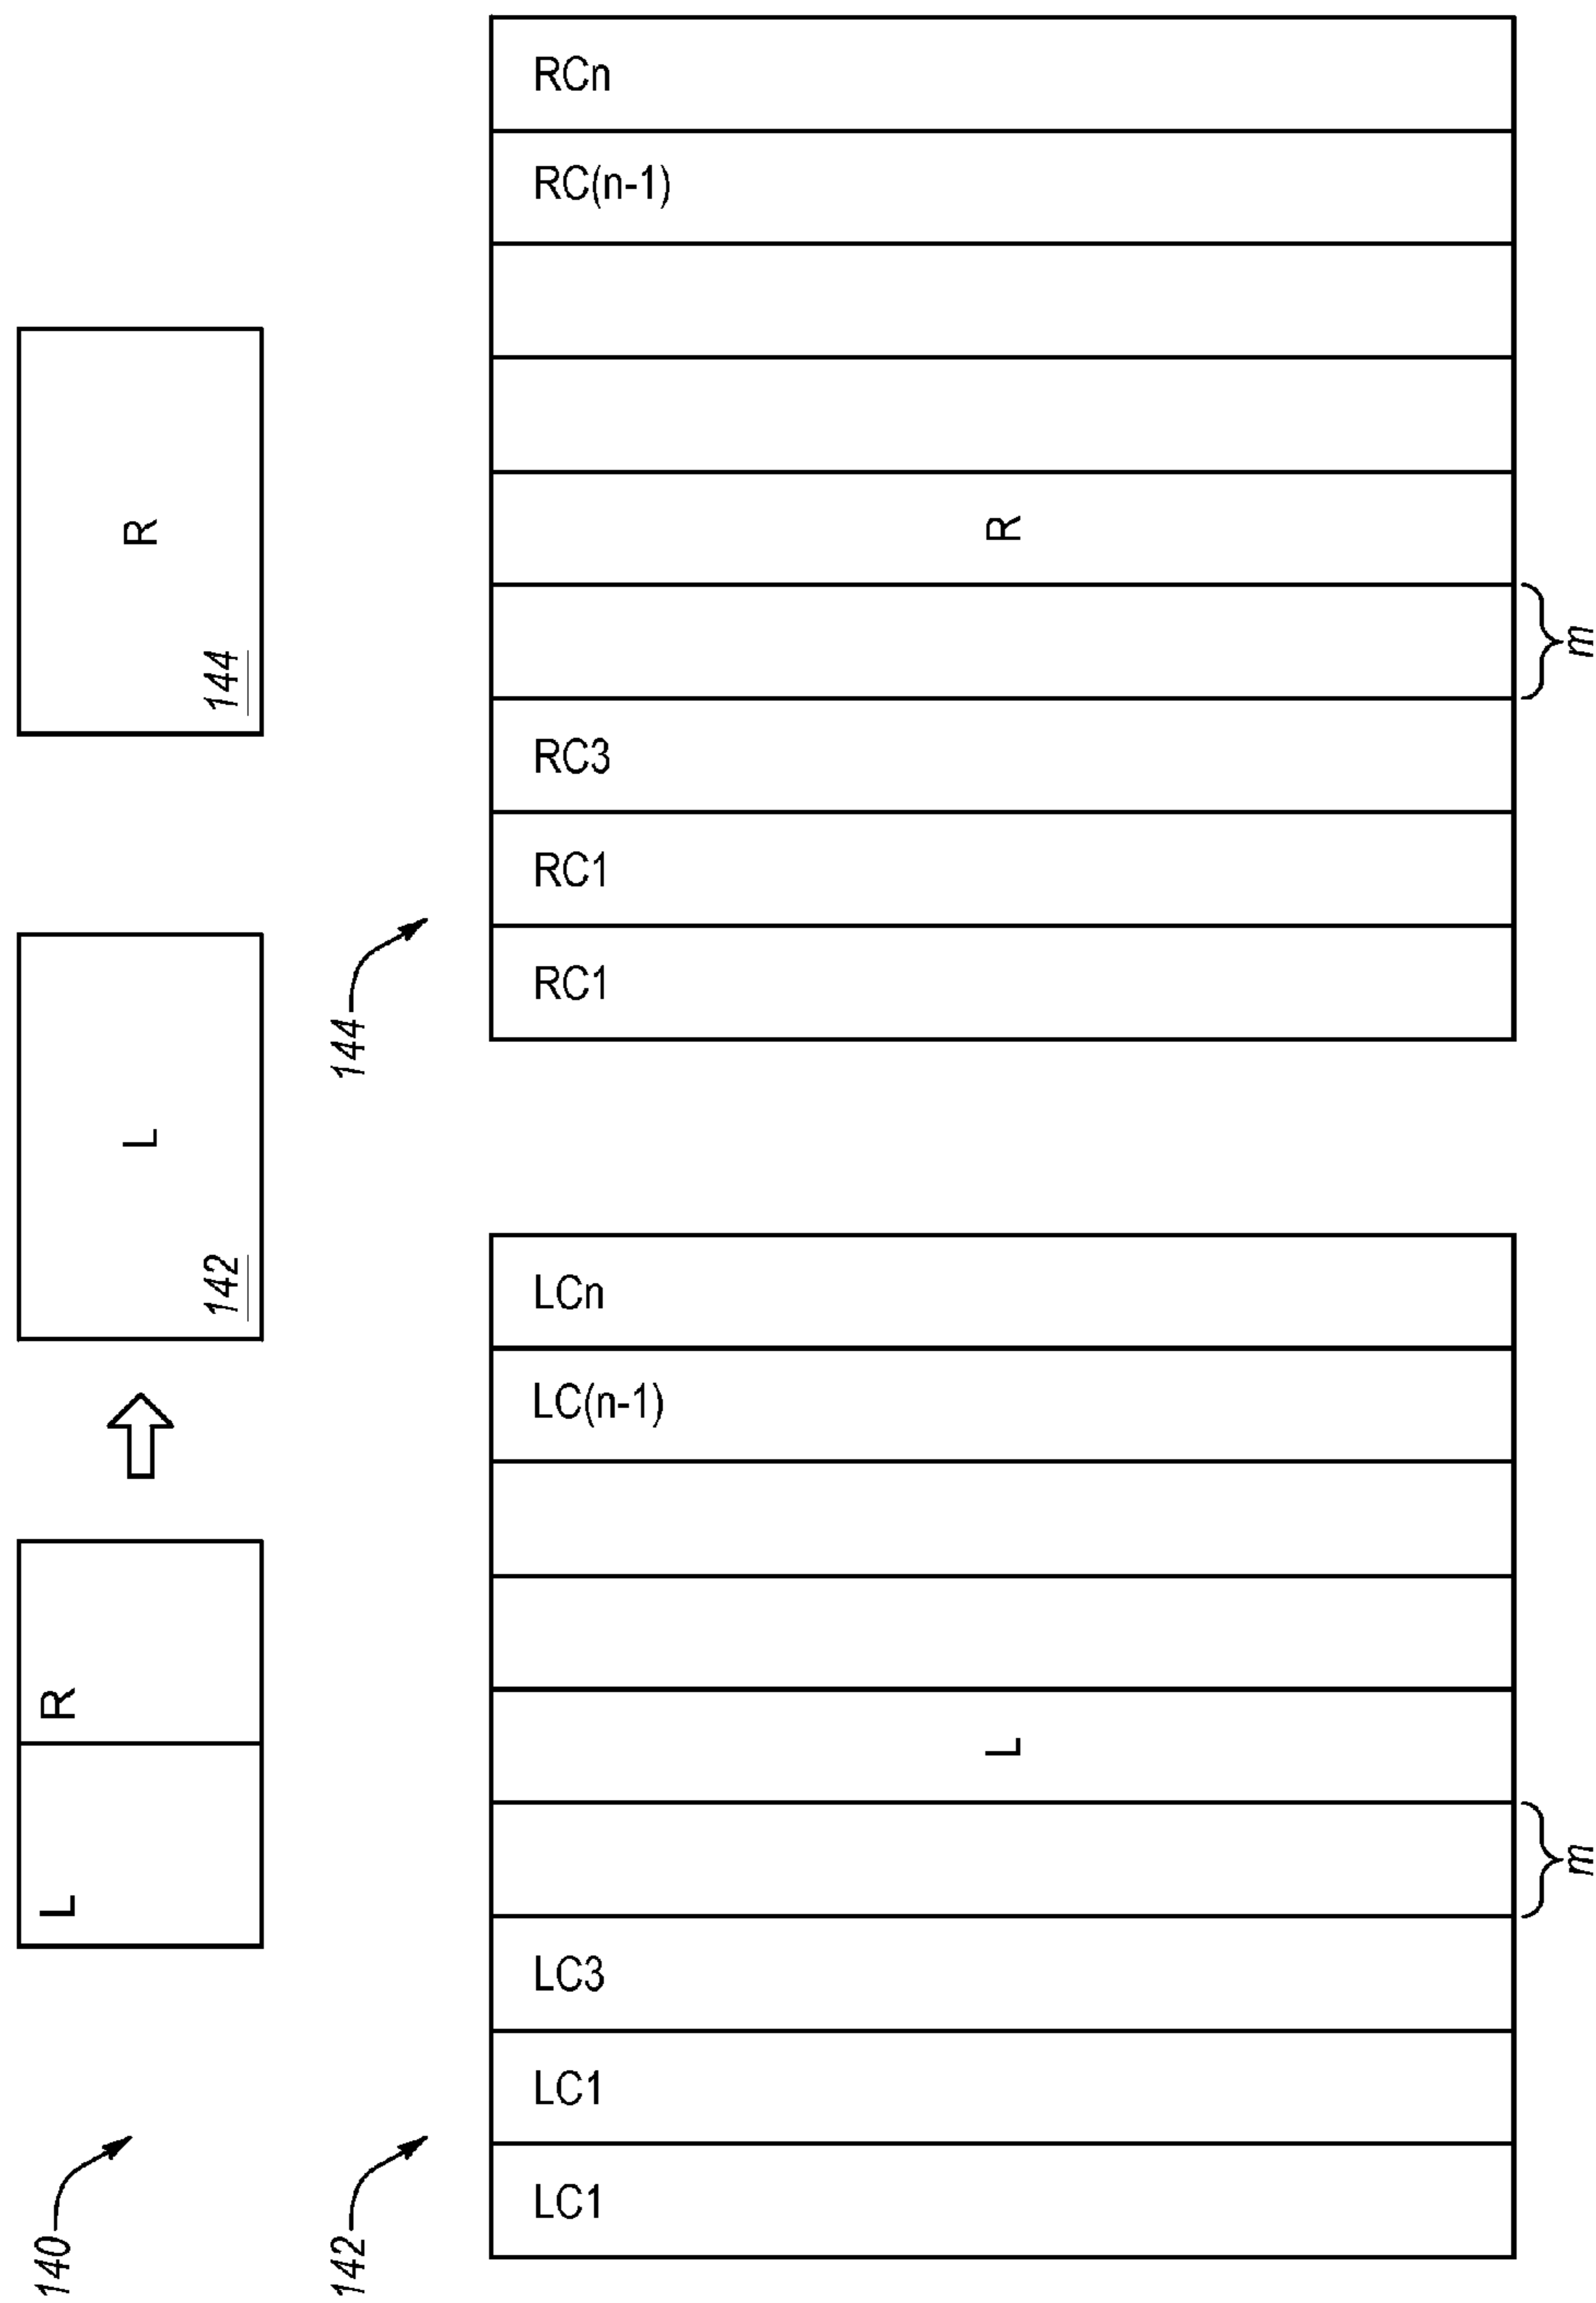 140
L
R
L
142
R
144
142
LC1
LC1
LC3
L
LC(n-1)
LCn
m
144
RC1
RC1
RC3
R
RC(n-1)
RCn
m